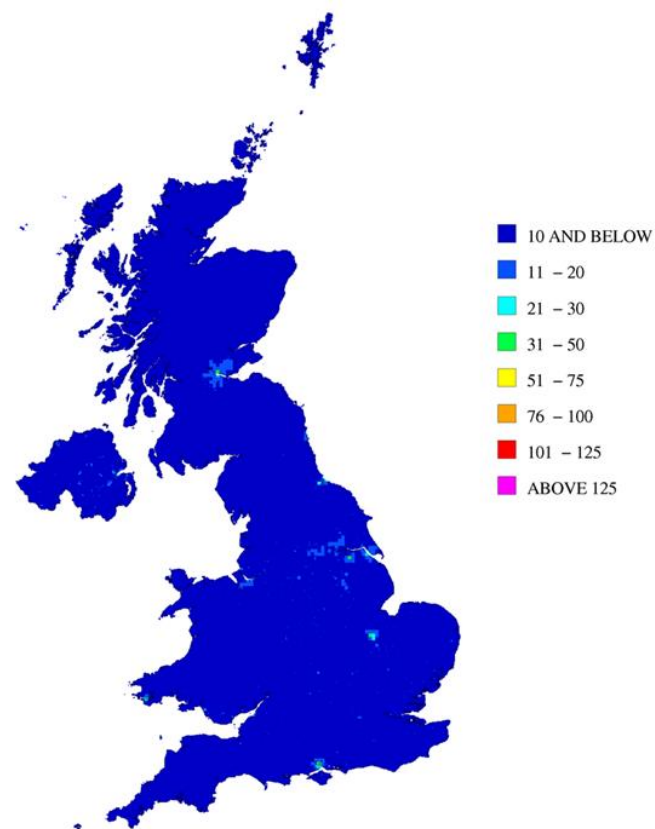 10 AND BELOW
11 – 20
21 – 30
31 – 50
51 – 75
76 – 100
101 – 125
ABOVE 125